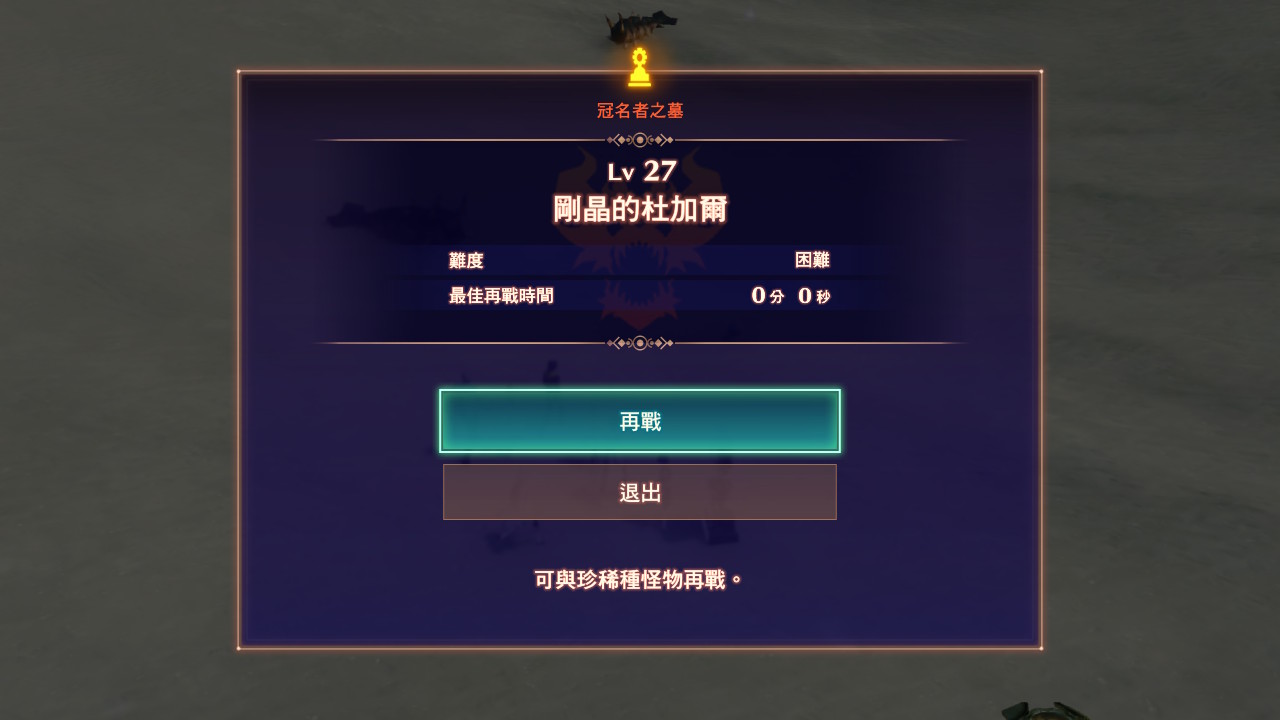 冠名者之墓
Lv 27
剛晶的杜加爾
難度 困難
最佳再戰時間 0分 0秒
再戰
退出
可與珍稀種怪物再戰。